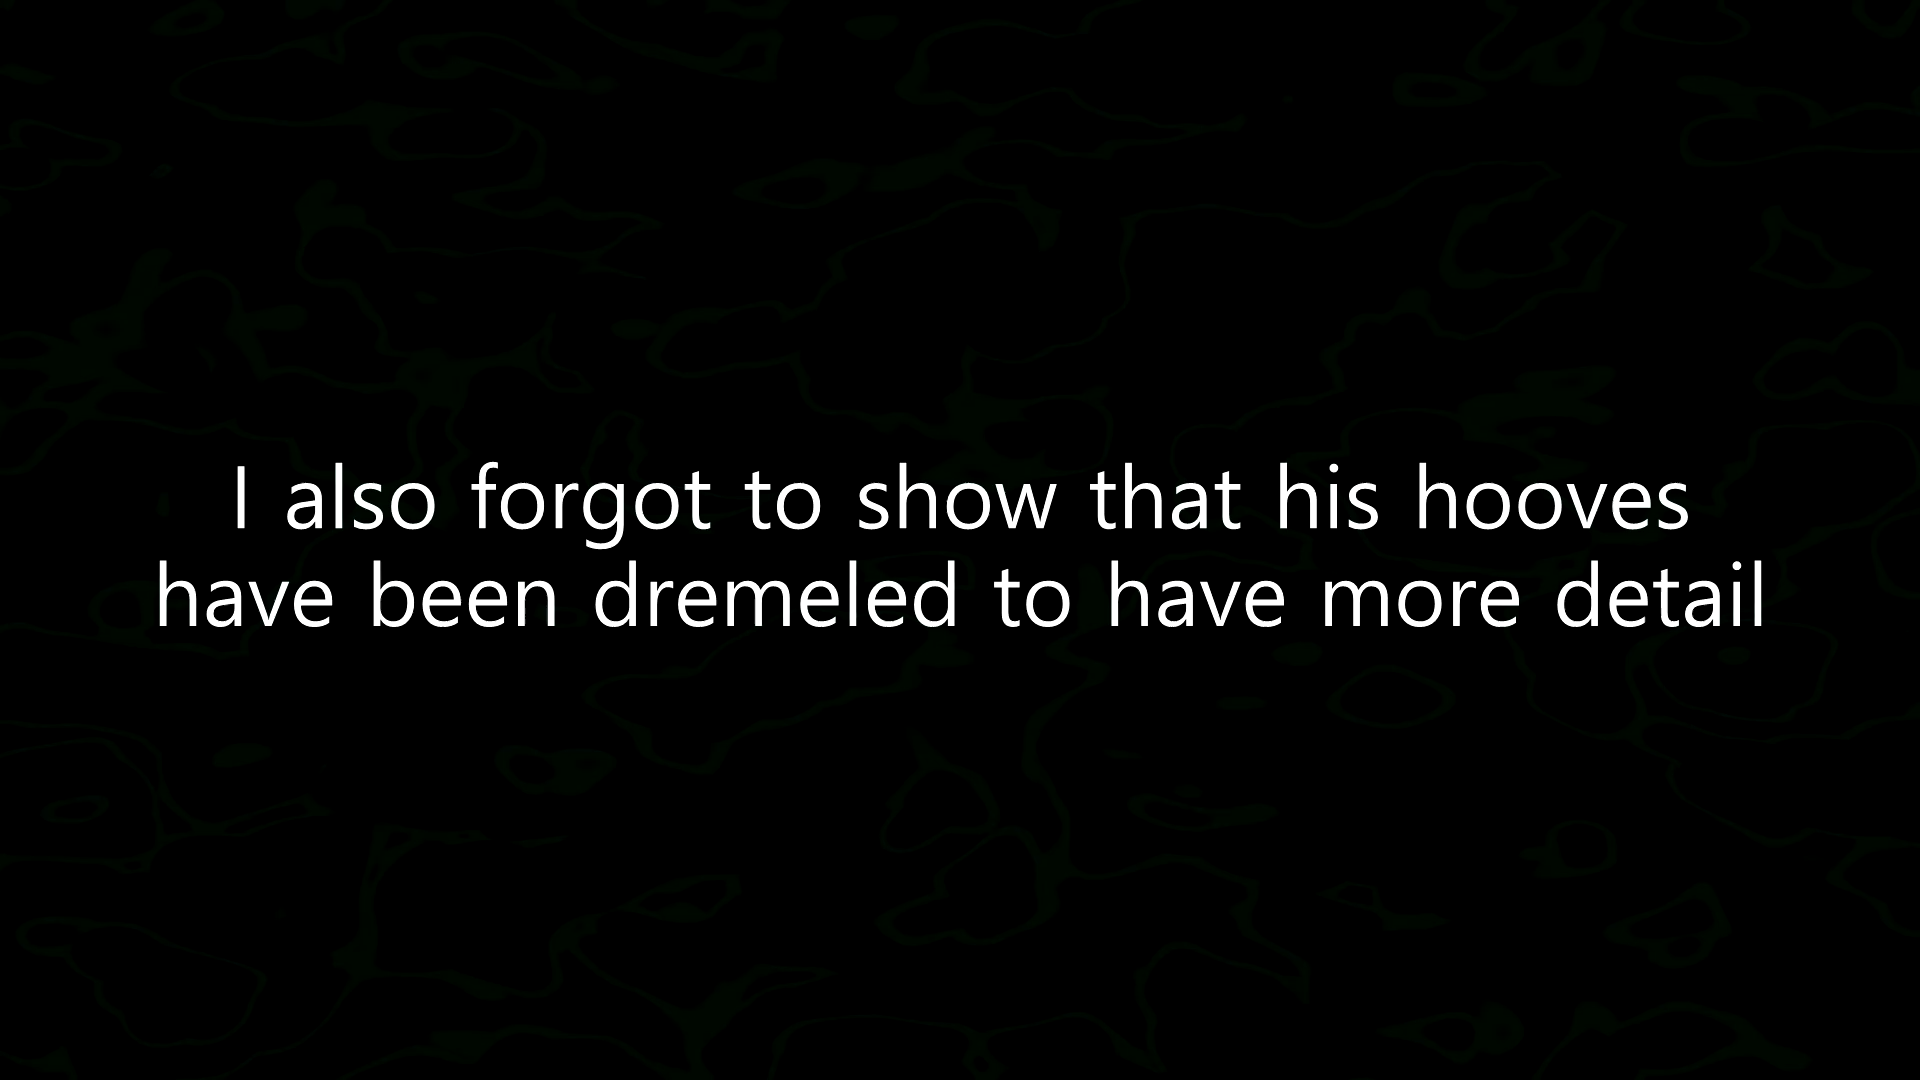 I also forgot to show that his hooves
have been dremeled to have more detail